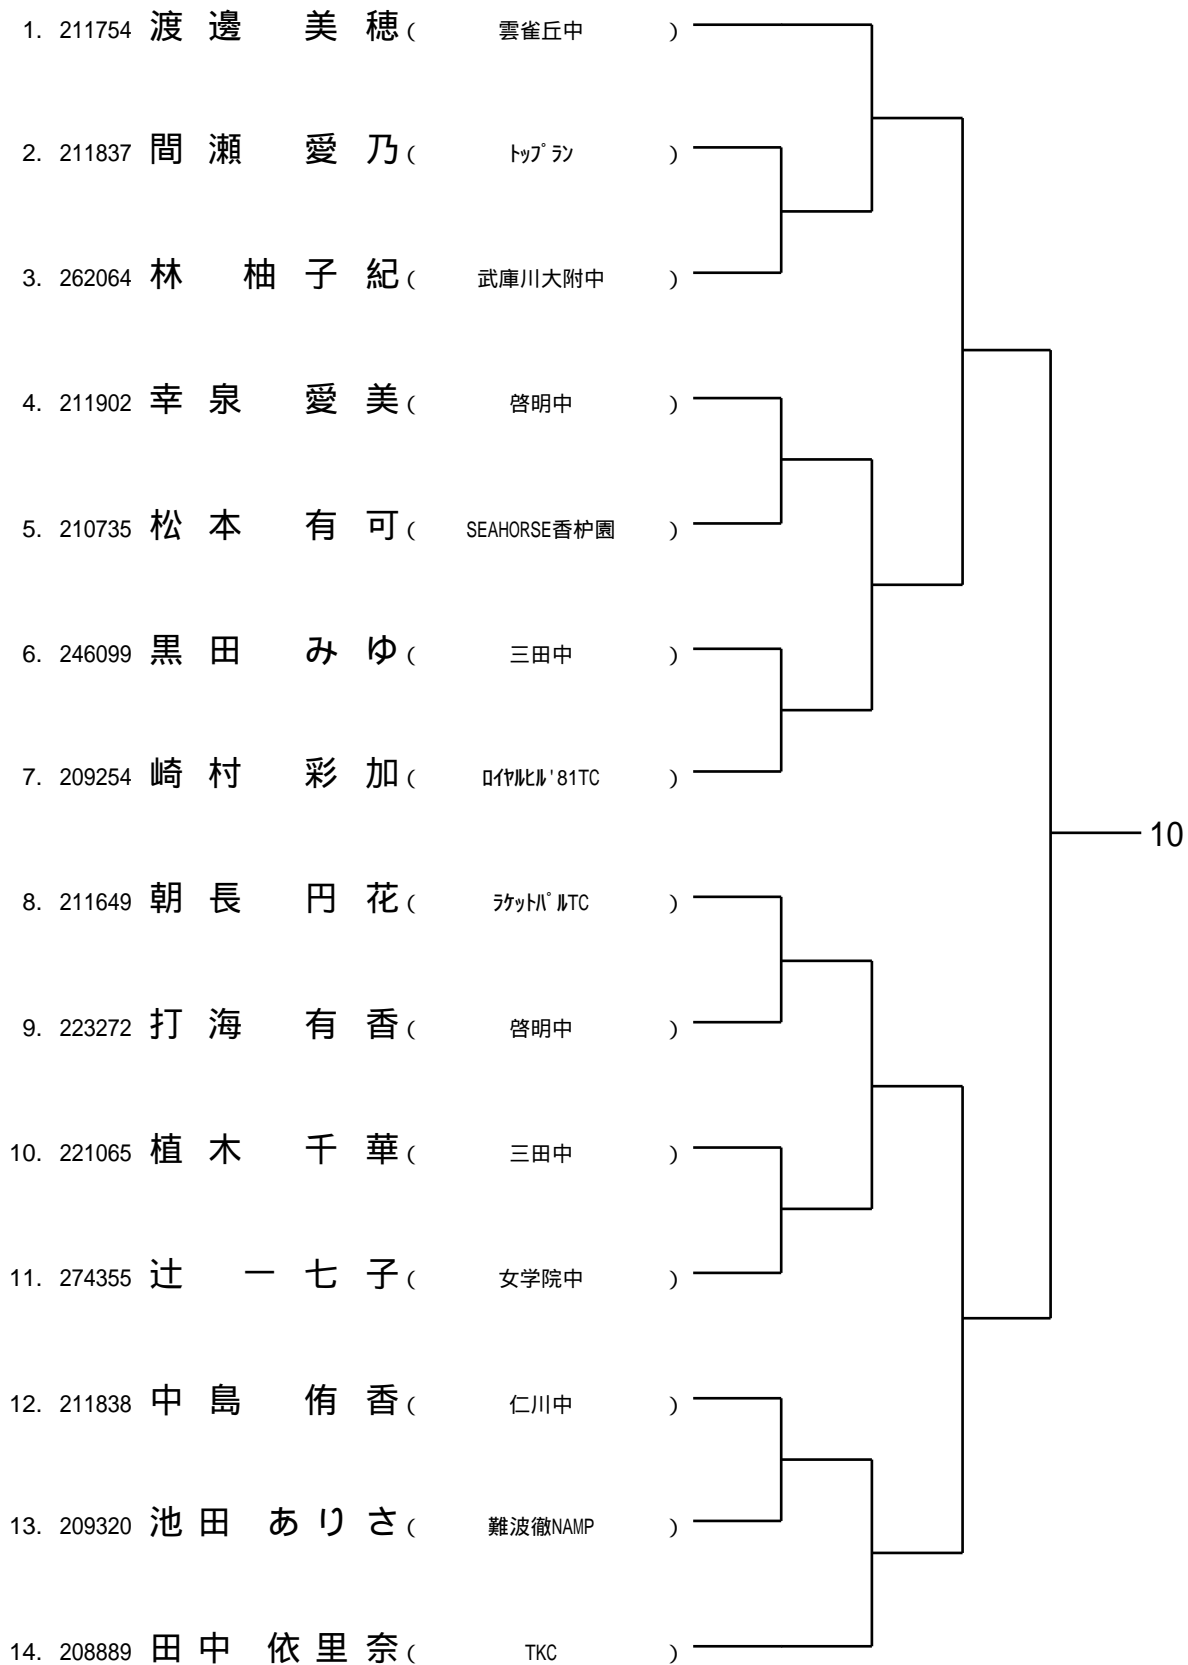 1. 211754 渡邊 美穂( 雲雀丘中 )
2. 211837 間瀬 愛乃( ﾄｯﾌﾟﾗﾝ )
3. 262064 林 柚子紀( 武庫川大附中 )
4. 211902 幸泉 愛美( 啓明中 )
5. 210735 松本 有可( SEAHORSE香枦園 )
6. 246099 黒田 みゆ( 三田中 )
7. 209254 崎村 彩加( ﾛｲﾔﾙﾋﾙ'81TC )
10
8. 211649 朝長 円花( ﾗｹｯﾄﾊﾟﾙTC )
9. 223272 打海 有香( 啓明中 )
10. 221065 植木 千華( 三田中 )
11. 274355 辻 一七子( 女学院中 )
12. 211838 中島 侑香( 仁川中 )
13. 209320 池田 ありさ( 難波徹NAMP )
14. 208889 田中 依里奈( TKC )